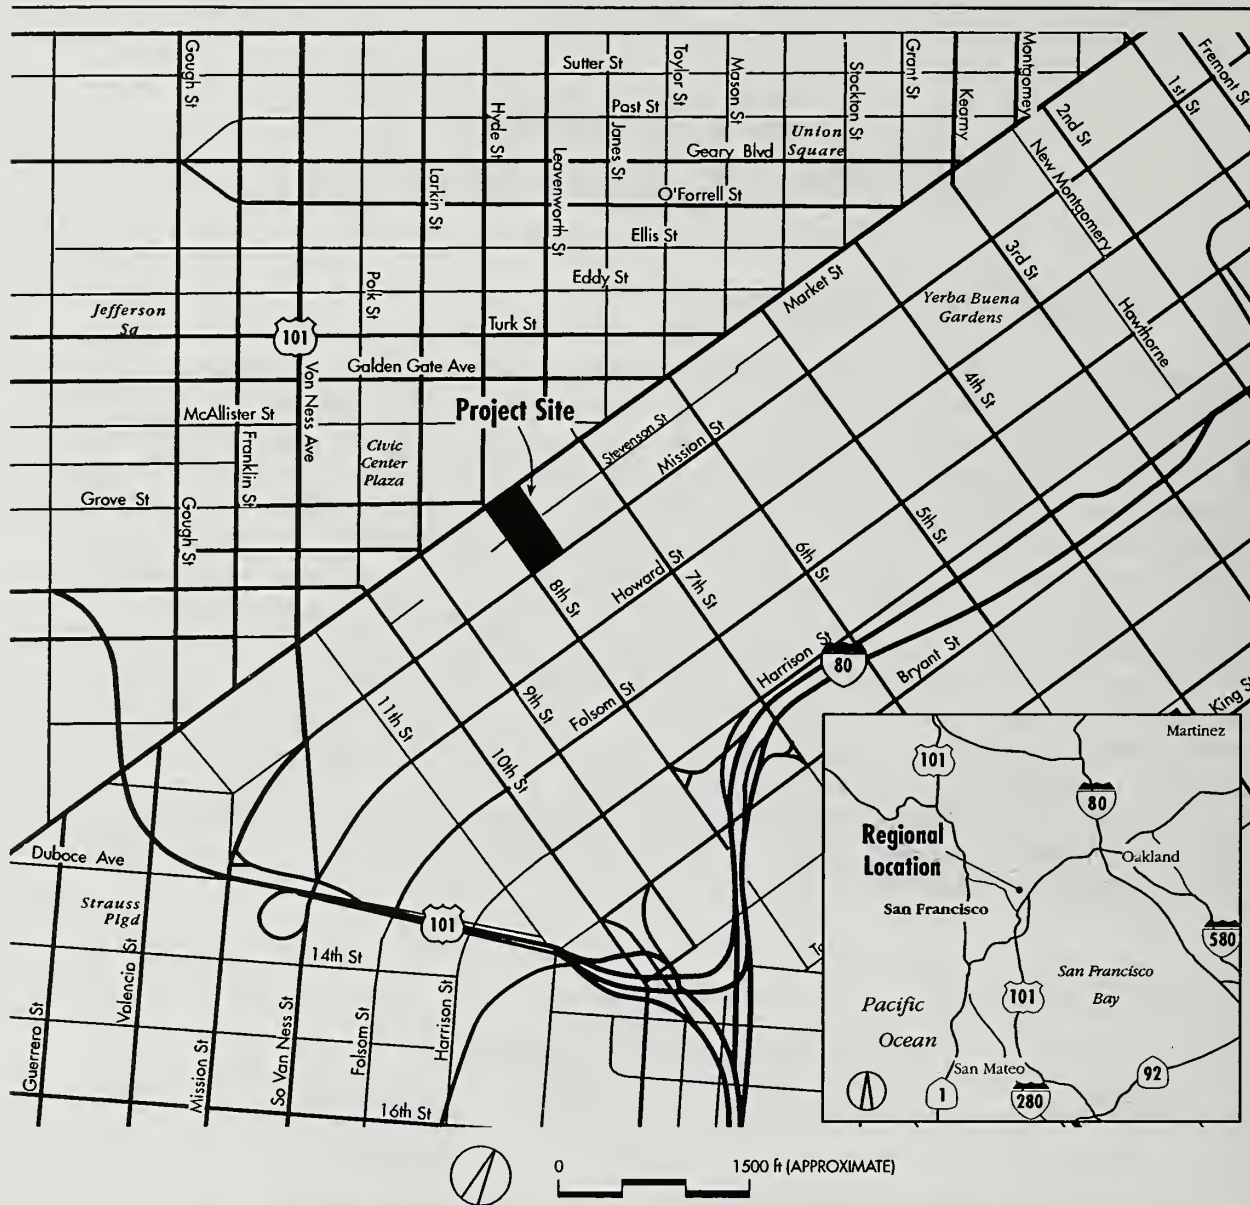 Gough St
Sutter St
Taylor St
Mason St
Stockton St
Grant St
Kearny
Montgomey
Fremont St
1st St
2nd St
Past St
Hyde St
Janes St
Union
Square
Geary Blvd
New Montgomery
Leavenworth St
Larkin St
O'Forrell St
Ellis St
3rd St
Eddy St
Polk St
Market St
Yerba Buena
Gardens
Hawthorne
Jefferson
Sq
101
Turk St
Galden Gate Ave
Van Ness Ave
4th St
McAllister St
Project Site
Stevenson St
Mission St
Franklin St
Civic
Center
Plaza
Grove St
Gough St
5th St
6th St
Howard St
7th St
8th St
Harrison St
80
Bryant St
King St
Folsom St
9th St
11th St
10th St
Duboce Ave
Strauss
Plgd
101
14th St
Valencia St
Guerrero St
Mission St
So Van Ness St
Folsom St
Harrison St
16th St
Martinez
101
80
Regional
Location
Oakland
San Francisco
580
San Francisco
Bay
101
Pacific
Ocean
San Mateo
92
1
280
0
1500 ft (APPROXIMATE)